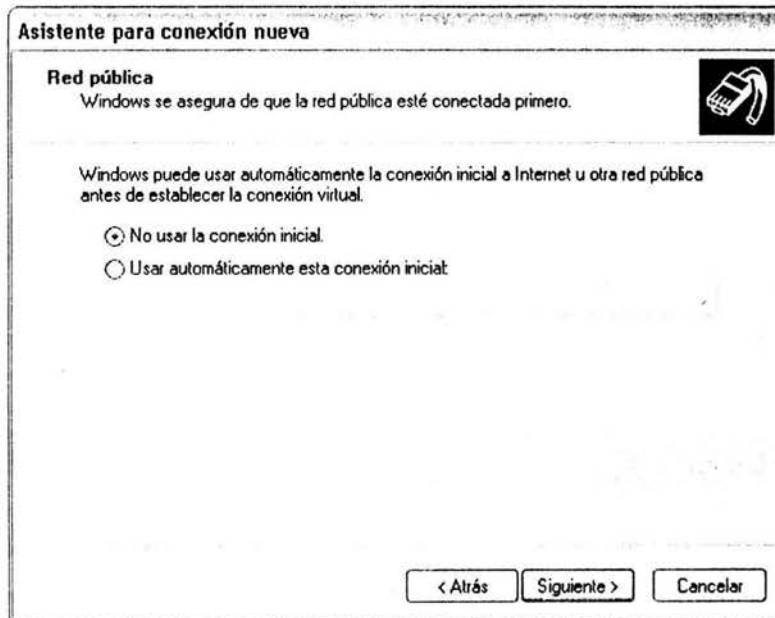 Asistente para conexión nueva
Red pública
Windows se asegura de que la red pública esté conectada primero.
Windows puede usar automáticamente la conexión inicial a Internet u otra red pública
antes de establecer la conexión virtual.
No usar la conexión inicial.
Usar automáticamente esta conexión inicial:
< Atrás Siguiente > Cancelar